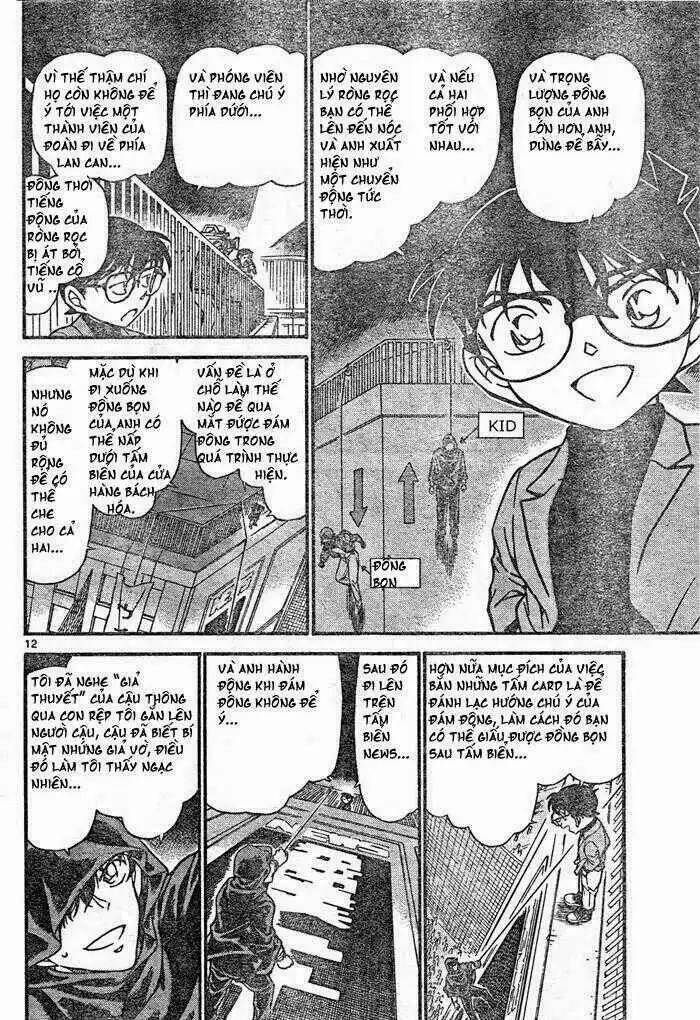 VÀ TRỌNG
LƯỢNG ĐỒNG
BỌN CỦA ANH
LỚN HƠN ANH,
DÙNG ĐỂ BẪY...
VÀ NẾU
CẢ HAI
PHỐI HỢP
TỐT VỚI
NHAU...
NHỜ NGUYÊN
LÝ RÒNG RỌC
BẠN CÓ THỂ
LÊN ĐẾN NÓC
VÀ ANH XUẤT
HIỆN NHƯ
MỘT CHUYỂN
ĐỘNG TỨC
THỜI.
KID
ĐỒNG
BỌN
VÀ PHÓNG VIÊN
THÌ ĐANG CHÚ Ý
PHÍA DƯỚI...
VÌ THẾ THẬM CHÍ
HỌ CÒN KHÔNG ĐỂ
Ý TỚI VIỆC MỘT
THÀNH VIÊN CỦA
ĐOÀN ĐI VỀ PHÍA
LAN CAN...
ĐỒNG THỜI
TIẾNG
ĐỘNG CỦA
RÒNG RỌC
BỊ ÁT BỞI
TIẾNG CỔ
VŨ...
VẤN ĐỀ LÀ Ở
CHỖ LÀM THẾ
NÀO ĐỂ QUA
MẶT ĐƯỢC ĐÁM
ĐÔNG TRONG
QUÁ TRÌNH THỰC
HIỆN.
MẶC DÙ KHI
ĐI XUỐNG
ĐỒNG BỌN
CỦA ANH CÓ
THỂ NẤP
DƯỚI TẤM
BIỂN CỦA CỬA
HÀNG BÁCH
HÓA.
NHƯNG
NÓ
KHÔNG
ĐỦ
RỘNG
ĐỂ CÓ
THỂ
CHE
CHO CẢ
HAI...
12
HƠN NỮA MỤC ĐÍCH CỦA VIỆC
BẮN NHỮNG TẤM CARD LÀ ĐỂ
ĐÁNH LẠC HƯỚNG CHÚ Ý CỦA
ĐÁM ĐÔNG, LÀM CÁCH ĐÓ BẠN
CÓ THỂ GIẤU ĐƯỢC ĐỒNG BỌN
SAU TẤM BIỂN...
SAU ĐÓ
ĐI LÊN
TRÊN
TẤM
BIỂN
NEWS...
VÀ ANH HÀNH
ĐỘNG KHI ĐÁM
ĐÔNG KHÔNG ĐỂ
Ý...
TÔI ĐÃ NGHE "GIẢ
THUYẾT" CỦA CẬU THÔNG
QUA CON RỆP TÔI GẮN LÊN
NGƯỜI CẬU, CẬU ĐÃ BIẾT BÍ
MẬT NHƯNG GIẢ VỜ, ĐIỀU
ĐÓ LÀM TÔI THẤY NGẠC
NHIÊN...